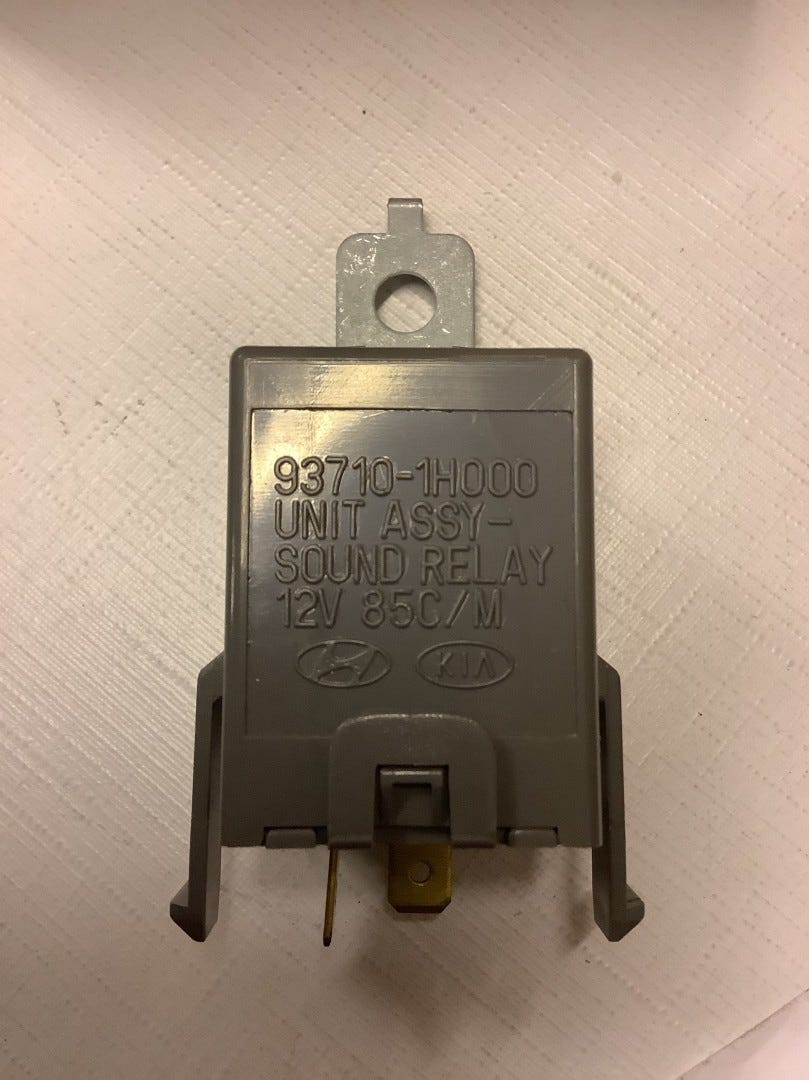 93710-1H000
UNIT ASSY-
SOUND RELAY
12V 85C/M
KIA